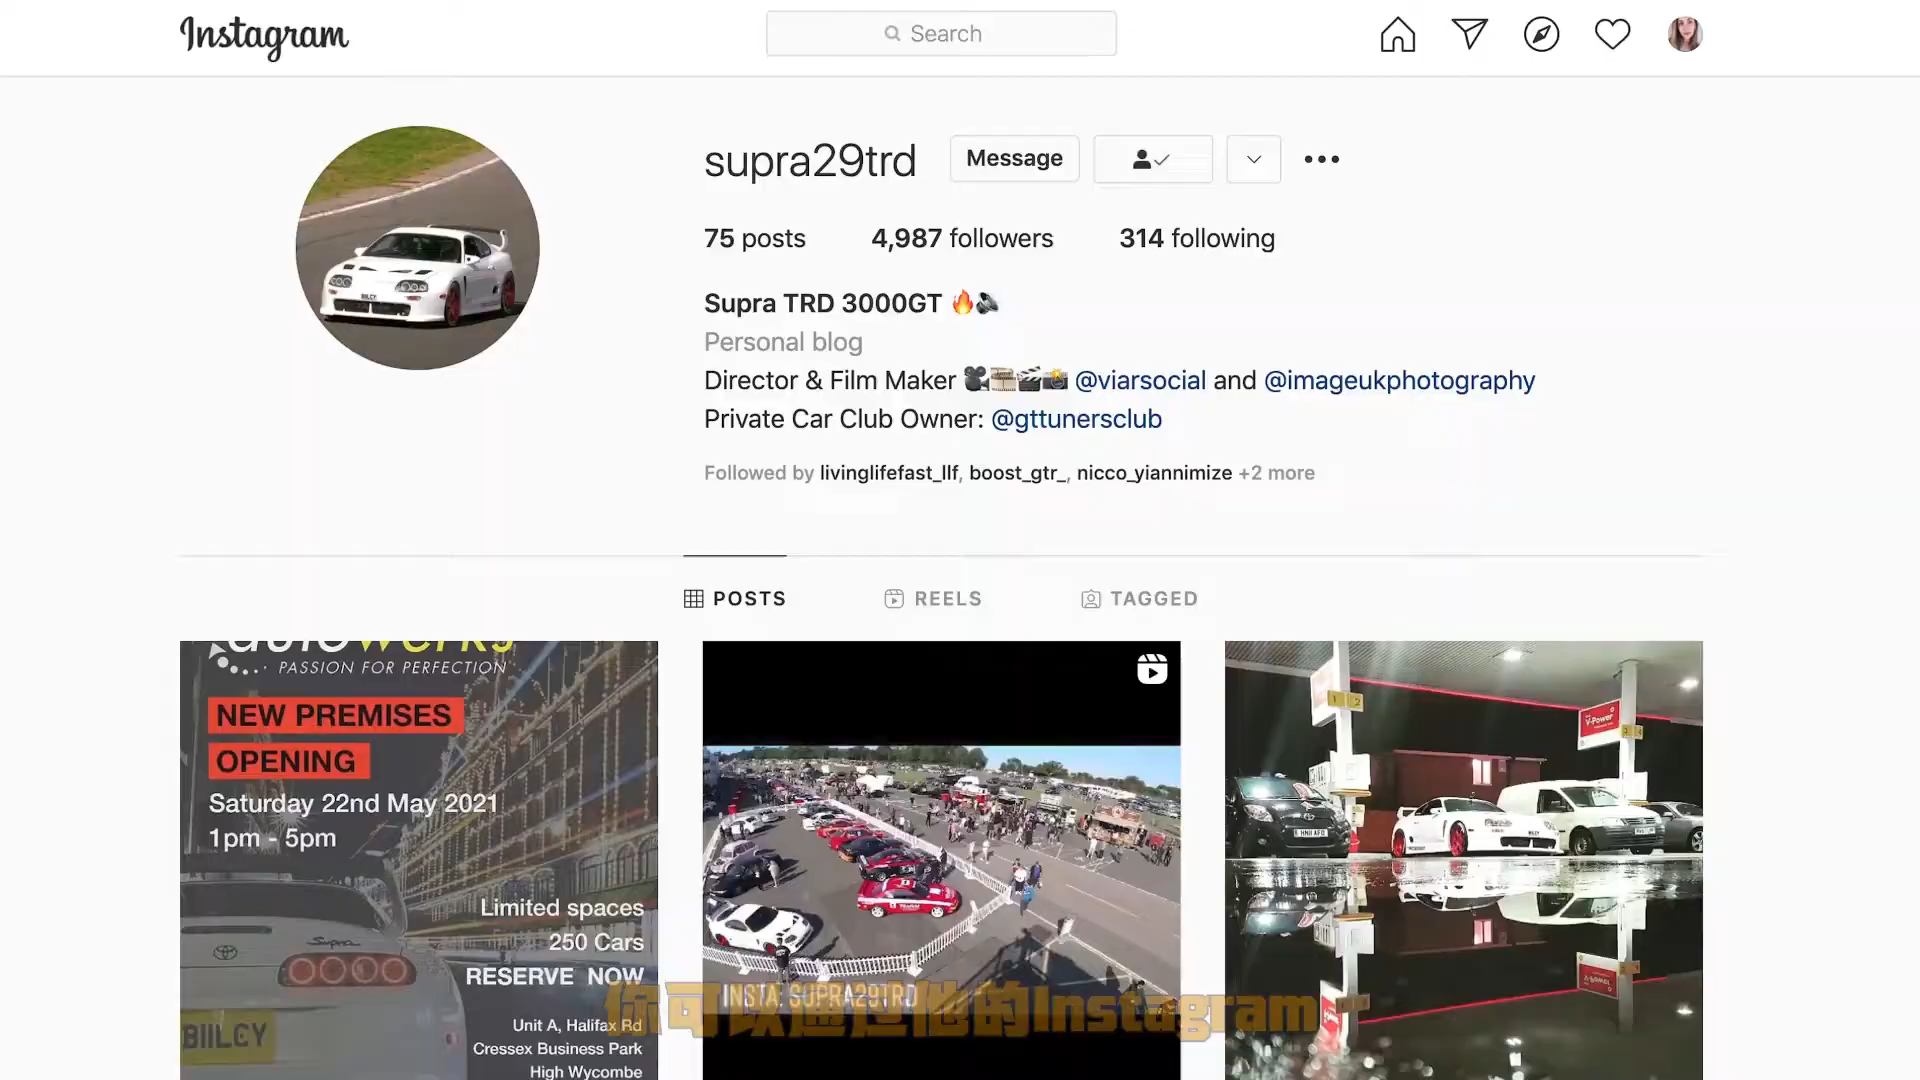 Instagram
Search
supra29trd
Message
75 posts
4,987 followers
314 following
Supra TRD 3000GT
Personal blog
Director & Film Maker @viarsocial and @imageukphotography
Private Car Club Owner: @gttunersclub
Followed by livinglifefast_llf, boost_gtr_, nicco_yiannimize +2 more
POSTS
REELS
TAGGED
PASSION FOR PERFECTION
NEW PREMISES
OPENING
Saturday 22nd May 2021
1pm - 5pm
Limited spaces
250 Cars
RESERVE NOW
Unit A, Halifax Rd
Cressex Business Park
High Wycombe
Supra
BIILCY
INSTA: SUPRA29TRD
V-Power
你可以通过他的Instagram